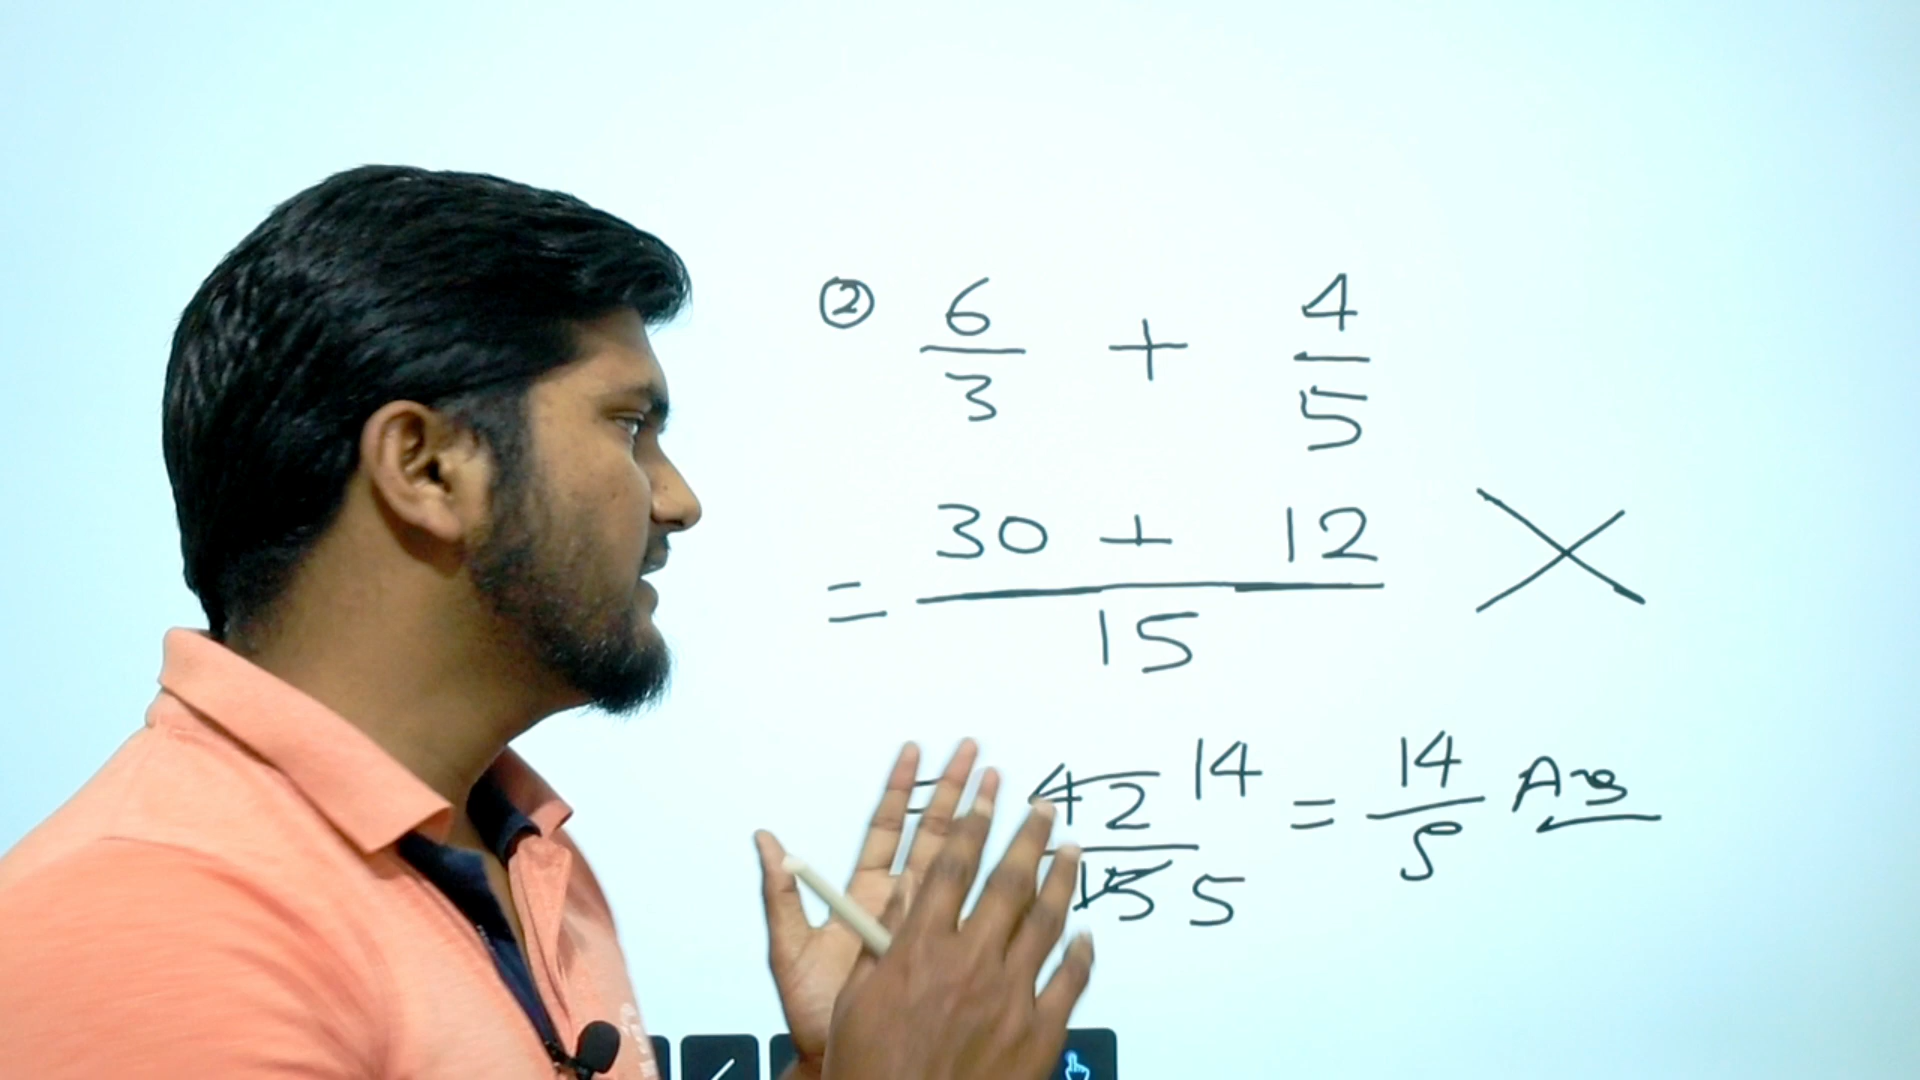 ② 6/3 + 4/5
= 30 + 12 / 15
= 42/15 14/5 = 14/5 Ans